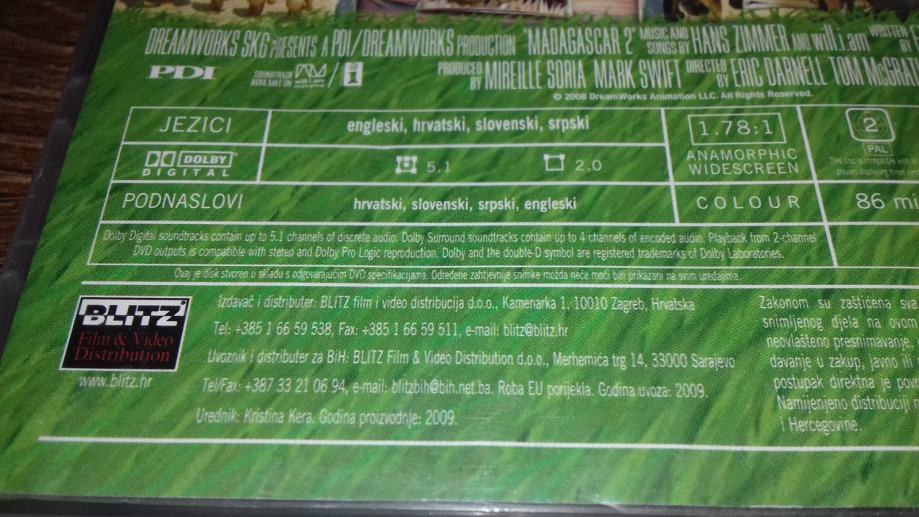 DREAMWORKS SKG PRESENTS A PDI/DREAMWORKS PRODUCTION "MADAGASCAR 2" MUSIC AND SONGS BY HANS ZIMMER AND will.i.am WRITTEN BY
PDI SOUNDTRACK AVAILABLE ON PRODUCED BY MIREILLE SORIA MARK SWIFT DIRECTED BY ERIC DARNELL TOM McGRAT
© 2008 DreamWorks Animation LLC. All Rights Reserved.
JEZICI engleski, hrvatski, slovenski, srpski 1.78:1 2
DOLBY DIGITAL 5.1 2.0 ANAMORPHIC WIDESCREEN PAL
PODNASLOVI hrvatski, slovenski, srpski, engleski COLOUR 86 mi
Dolby Digital soundtracks contain up to 5.1 channels of discrete audio. Dolby Surround soundtracks contain up to 4 channels of encoded audio. Playback from 2-channel
DVD outputs is compatible with stereo and Dolby Pro Logic reproduction. Dolby and the double-D symbol are registered trademarks of Dolby Laboratories.
Ovaj je disk stvoren u skladu s odgovarajućim DVD specifikacijama. Određene zahtjevnije snimke možda neće moći biti prikazani na svim uređajima.
BLITZ
Film & Video
Distribution
www.blitz.hr
Izdavač i distributer: BLITZ film i video distribucija d.o.o., Kamenarka 1, 10010 Zagreb, Hrvatska
Tel: +385 1 66 59 538, Fax: +385 1 66 59 511, e-mail: blitz@blitz.hr
Uvoznik i distributer za BiH: BLITZ Film & Video Distribution d.o.o., Merhemića trg 14, 33000 Sarajevo
Tel/Fax: +387 33 21 06 94, e-mail: blitzbih@bih.net.ba. Roba EU porijekla. Godina uvoza: 2009.
Urednik: Kristina Kera. Godina proizvodnje: 2009.
Zakonom su zaštićena sva
snimljenog djela na ovom
neovlašteno presnimavanje,
davanje u zakup, javno ili
postupak direktna je povr
Namijenjeno distribuciji n
i Hercegovine.